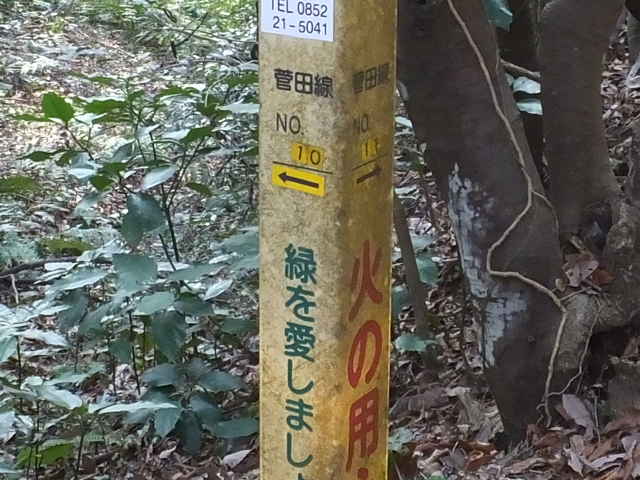 TEL 0852
21-5041
菅田線
NO.
10
←
緑を愛しまし
菅田線
NO.
11
→
火の用